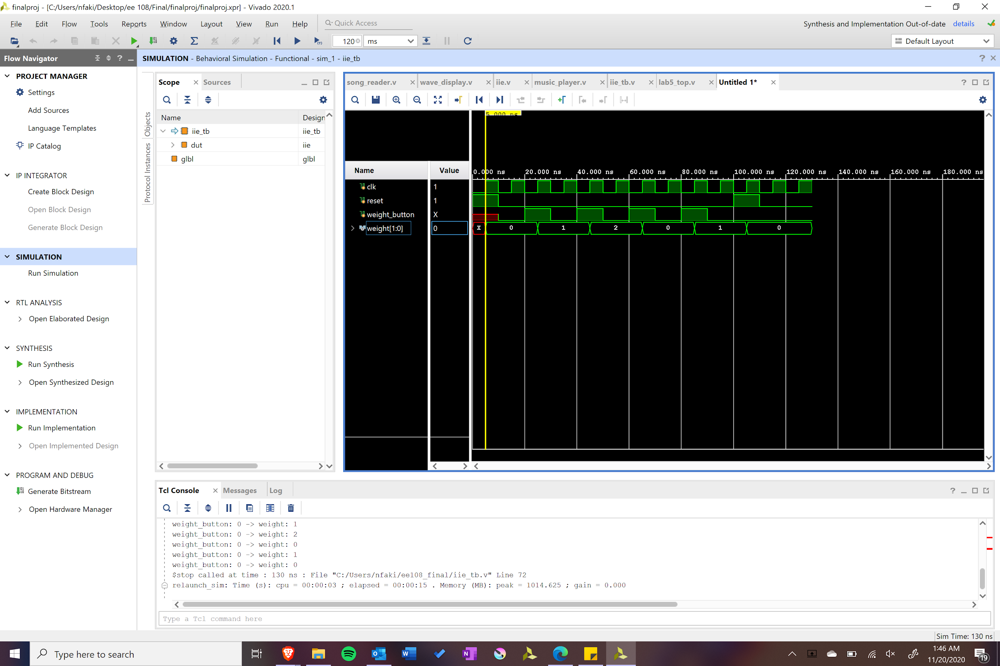 finalproj - [C:/Users/nfaki/Desktop/ee 108/Final/finalproj/finalproj.xpr] - Vivado 2020.1
File Edit Flow Tools Reports Window Layout View Run Help Quick Access
Synthesis and Implementation Out-of-date details
120 ms
Default Layout
Flow Navigator
SIMULATION - Behavioral Simulation - Functional - sim_1 - iie_tb
PROJECT MANAGER
Settings
Add Sources
Language Templates
IP Catalog
IP INTEGRATOR
Create Block Design
Open Block Design
Generate Block Design
SIMULATION
Run Simulation
RTL ANALYSIS
Open Elaborated Design
SYNTHESIS
Run Synthesis
Open Synthesized Design
IMPLEMENTATION
Run Implementation
Open Implemented Design
PROGRAM AND DEBUG
Generate Bitstream
Open Hardware Manager
Objects
Protocol Instances
Scope Sources
Name Design
iie_tb iie_tb
dut iie
glbl glbl
song_reader.v wave_display.v iie.v music_player.v iie_tb.v lab5_top.v Untitled 1*
5.000 ns
Name Value
0.000 ns 20.000 ns 40.000 ns 60.000 ns 80.000 ns 100.000 ns 120.000 ns 140.000 ns 160.000 ns 180.000 ns
clk 1
reset 1
weight_button X
weight[1:0] 0 X 0 1 2 0 1 0
Tcl Console Messages Log
weight_button: 0 -> weight: 1
weight_button: 0 -> weight: 2
weight_button: 0 -> weight: 0
weight_button: 0 -> weight: 1
weight_button: 0 -> weight: 0
$stop called at time : 130 ns : File "C:/Users/nfaki/ee108_final/iie_tb.v" Line 72
relaunch_sim: Time (s): cpu = 00:00:03 ; elapsed = 00:00:15 . Memory (MB): peak = 1014.625 ; gain = 0.000
Type a Tcl command here
Sim Time: 130 ns
Type here to search
1:46 AM
11/20/2020
19